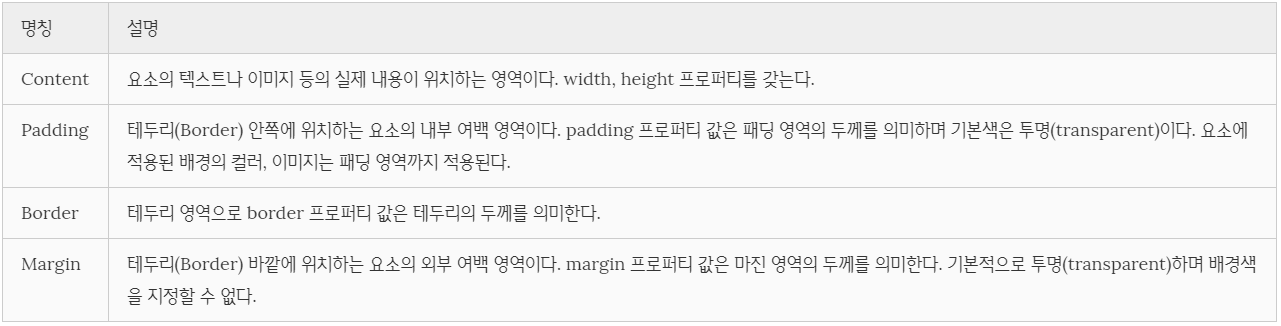 명칭 설명
Content 요소의 텍스트나 이미지 등의 실제 내용이 위치하는 영역이다. width, height 프로퍼티를 갖는다.
Padding 테두리(Border) 안쪽에 위치하는 요소의 내부 여백 영역이다. padding 프로퍼티 값은 패딩 영역의 두께를 의미하며 기본색은 투명(transparent)이다. 요소에
적용된 배경의 컬러, 이미지는 패딩 영역까지 적용된다.
Border 테두리 영역으로 border 프로퍼티 값은 테두리의 두께를 의미한다.
Margin 테두리(Border) 바깥에 위치하는 요소의 외부 여백 영역이다. margin 프로퍼티 값은 마진 영역의 두께를 의미한다. 기본적으로 투명(transparent)하며 배경색
을 지정할 수 없다.